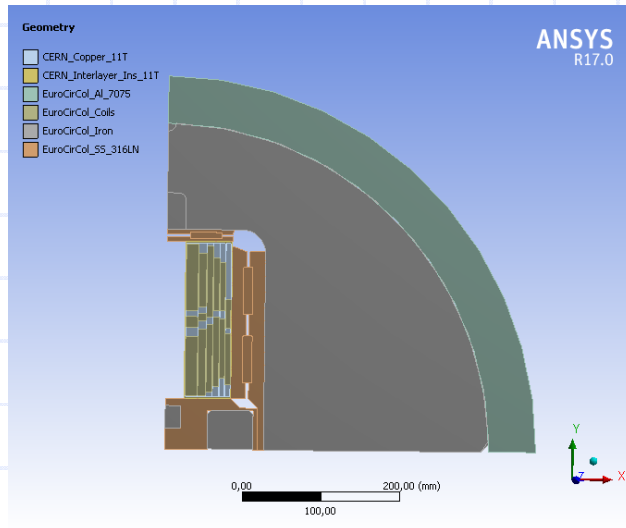 Geometry
CERN_Copper_11T
CERN_Interlayer_Ins_11T
EuroCirCol_Al_7075
EuroCirCol_Coils
EuroCirCol_Iron
EuroCirCol_SS_316LN
ANSYS
R17.0
Y
Z
X
0,00
200,00 (mm)
100,00